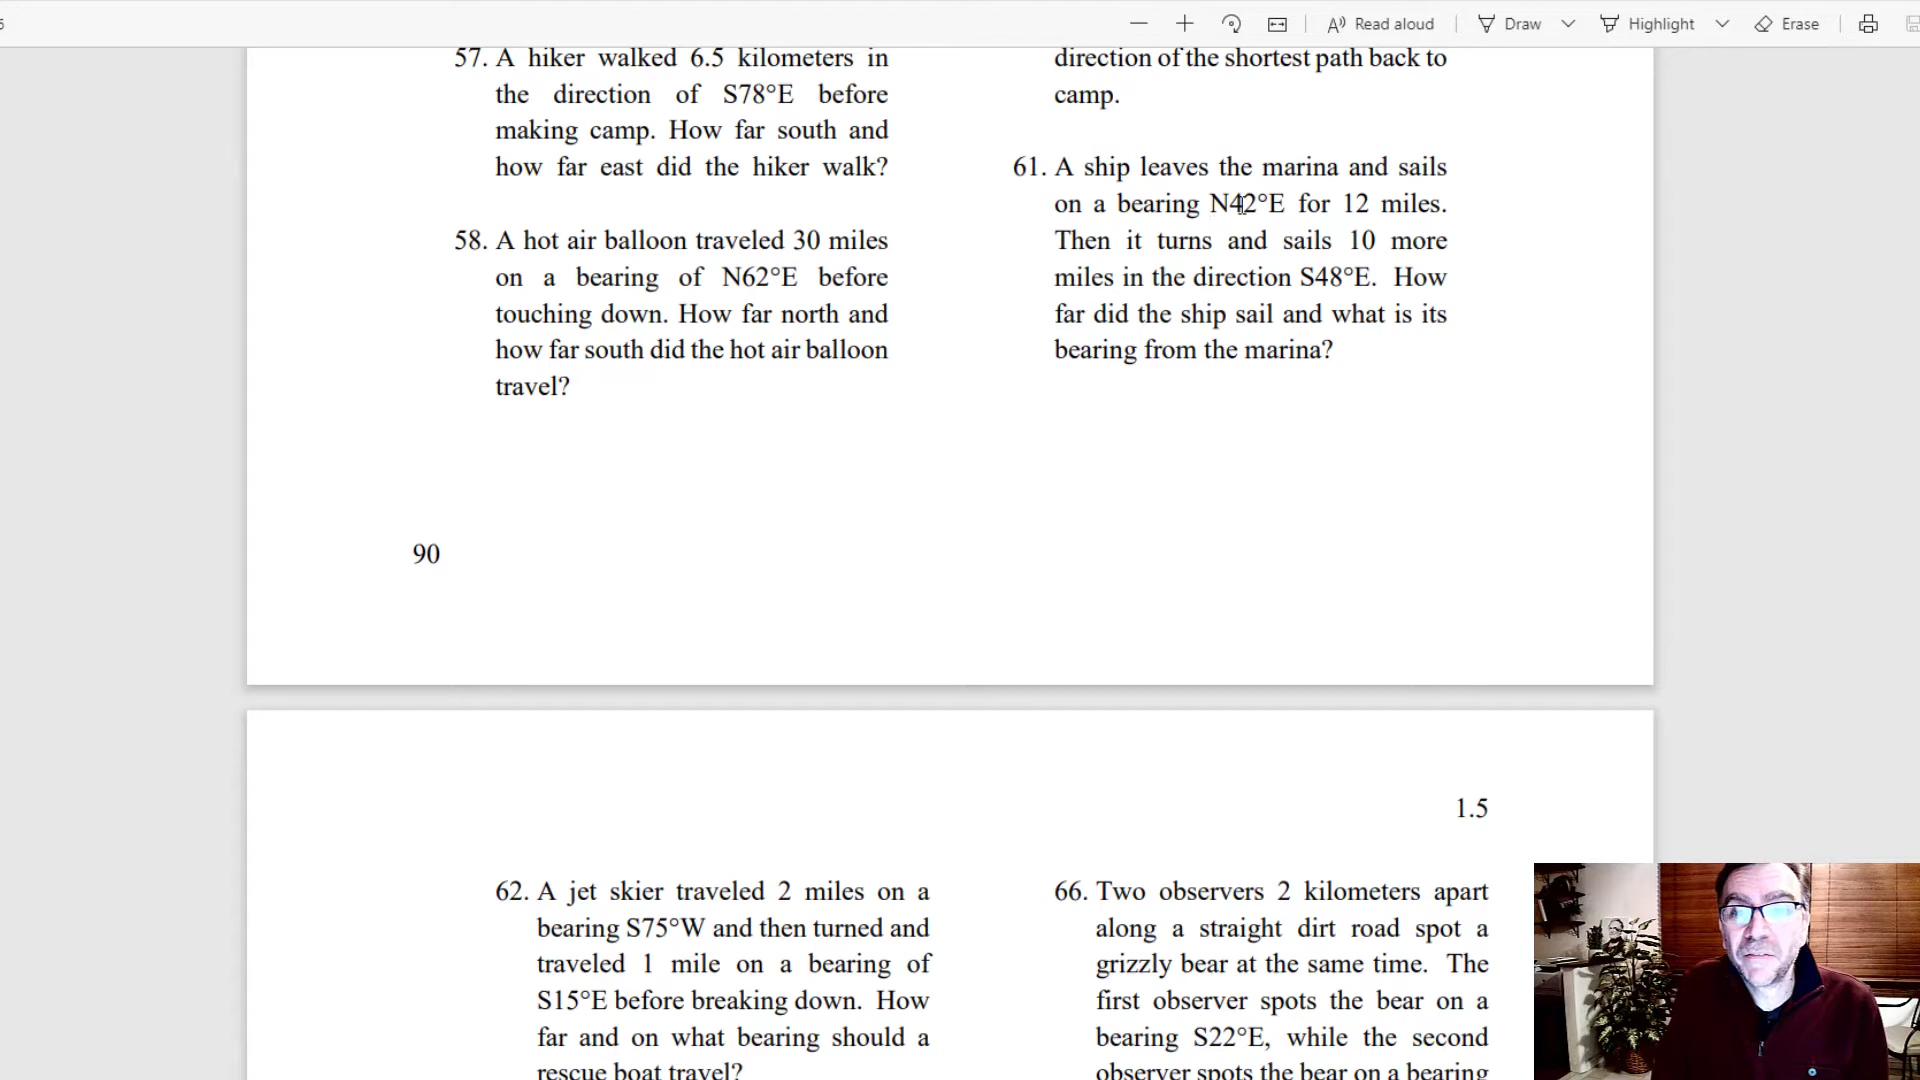 Read aloud
Draw
Highlight
Erase
57. A hiker walked 6.5 kilometers in
the direction of S78°E before
making camp. How far south and
how far east did the hiker walk?
58. A hot air balloon traveled 30 miles
on a bearing of N62°E before
touching down. How far north and
how far south did the hot air balloon
travel?
direction of the shortest path back to
camp.
61. A ship leaves the marina and sails
on a bearing N42°E for 12 miles.
Then it turns and sails 10 more
miles in the direction S48°E. How
far did the ship sail and what is its
bearing from the marina?
90
1.5
62. A jet skier traveled 2 miles on a
bearing S75°W and then turned and
traveled 1 mile on a bearing of
S15°E before breaking down. How
far and on what bearing should a
rescue boat travel?
66. Two observers 2 kilometers apart
along a straight dirt road spot a
grizzly bear at the same time. The
first observer spots the bear on a
bearing S22°E, while the second
observer spots the bear on a bearing